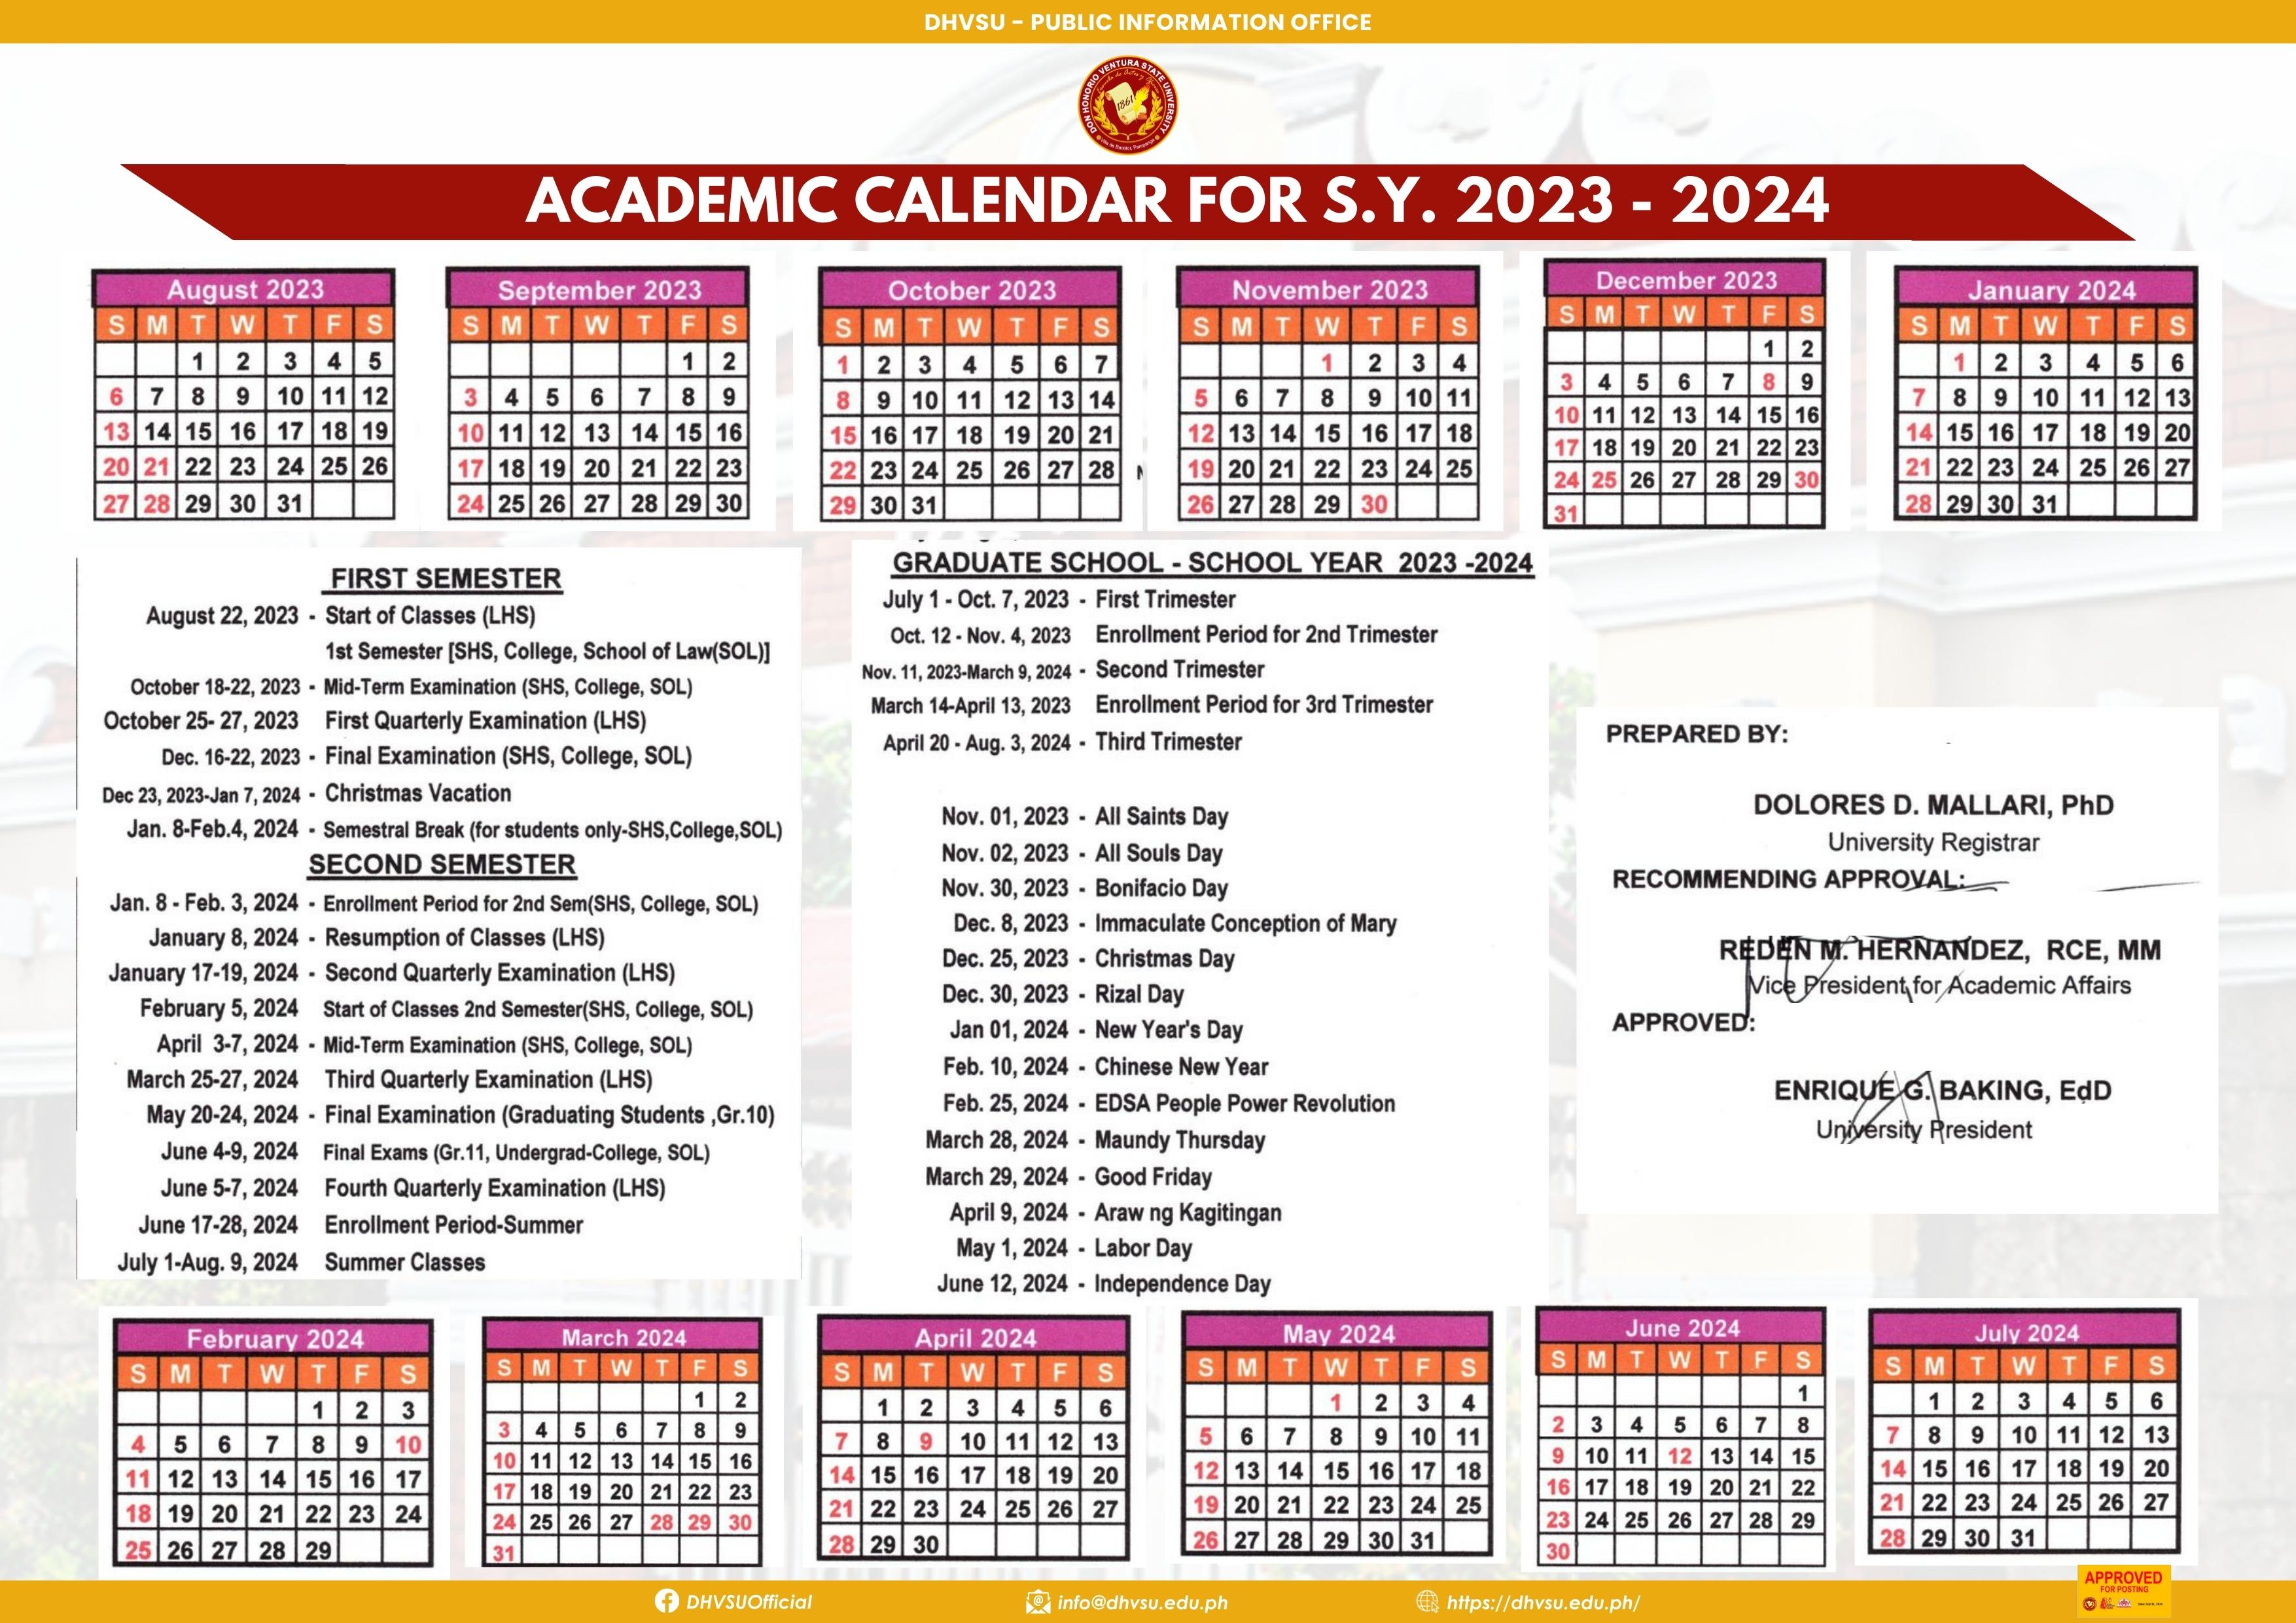 DHVSU - PUBLIC INFORMATION OFFICE
DON HONORIO VENTURA STATE UNIVERSITY
1861
ACADEMIC CALENDAR FOR S.Y. 2023 - 2024
August 2023
S M T W T F S
1 2 3 4 5
6 7 8 9 10 11 12
13 14 15 16 17 18 19
20 21 22 23 24 25 26
27 28 29 30 31
September 2023
S M T W T F S
1 2
3 4 5 6 7 8 9
10 11 12 13 14 15 16
17 18 19 20 21 22 23
24 25 26 27 28 29 30
October 2023
S M T W T F S
1 2 3 4 5 6 7
8 9 10 11 12 13 14
15 16 17 18 19 20 21
22 23 24 25 26 27 28
29 30 31
November 2023
S M T W T F S
1 2 3 4
5 6 7 8 9 10 11
12 13 14 15 16 17 18
19 20 21 22 23 24 25
26 27 28 29 30
December 2023
S M T W T F S
1 2
3 4 5 6 7 8 9
10 11 12 13 14 15 16
17 18 19 20 21 22 23
24 25 26 27 28 29 30
31
January 2024
S M T W T F S
1 2 3 4 5 6
7 8 9 10 11 12 13
14 15 16 17 18 19 20
21 22 23 24 25 26 27
28 29 30 31
FIRST SEMESTER
August 22, 2023 - Start of Classes (LHS)
1st Semester [SHS, College, School of Law(SOL)]
October 18-22, 2023 - Mid-Term Examination (SHS, College, SOL)
October 25- 27, 2023 First Quarterly Examination (LHS)
Dec. 16-22, 2023 - Final Examination (SHS, College, SOL)
Dec 23, 2023-Jan 7, 2024 - Christmas Vacation
Jan. 8-Feb.4, 2024 - Semestral Break (for students only-SHS,College,SOL)
SECOND SEMESTER
Jan. 8 - Feb. 3, 2024 - Enrollment Period for 2nd Sem(SHS, College, SOL)
January 8, 2024 - Resumption of Classes (LHS)
January 17-19, 2024 - Second Quarterly Examination (LHS)
February 5, 2024 Start of Classes 2nd Semester(SHS, College, SOL)
April 3-7, 2024 - Mid-Term Examination (SHS, College, SOL)
March 25-27, 2024 Third Quarterly Examination (LHS)
May 20-24, 2024 - Final Examination (Graduating Students ,Gr.10)
June 4-9, 2024 Final Exams (Gr.11, Undergrad-College, SOL)
June 5-7, 2024 Fourth Quarterly Examination (LHS)
June 17-28, 2024 Enrollment Period-Summer
July 1-Aug. 9, 2024 Summer Classes
GRADUATE SCHOOL - SCHOOL YEAR 2023 -2024
July 1 - Oct. 7, 2023 - First Trimester
Oct. 12 - Nov. 4, 2023 Enrollment Period for 2nd Trimester
Nov. 11, 2023-March 9, 2024 - Second Trimester
March 14-April 13, 2023 Enrollment Period for 3rd Trimester
April 20 - Aug. 3, 2024 - Third Trimester
Nov. 01, 2023 - All Saints Day
Nov. 02, 2023 - All Souls Day
Nov. 30, 2023 - Bonifacio Day
Dec. 8, 2023 - Immaculate Conception of Mary
Dec. 25, 2023 - Christmas Day
Dec. 30, 2023 - Rizal Day
Jan 01, 2024 - New Year's Day
Feb. 10, 2024 - Chinese New Year
Feb. 25, 2024 - EDSA People Power Revolution
March 28, 2024 - Maundy Thursday
March 29, 2024 - Good Friday
April 9, 2024 - Araw ng Kagitingan
May 1, 2024 - Labor Day
June 12, 2024 - Independence Day
PREPARED BY:
DOLORES D. MALLARI, PhD
University Registrar
RECOMMENDING APPROVAL:
REDEN M. HERNANDEZ, RCE, MM
Vice President for Academic Affairs
APPROVED:
ENRIQUE G. BAKING, EdD
University President
February 2024
S M T W T F S
1 2 3
4 5 6 7 8 9 10
11 12 13 14 15 16 17
18 19 20 21 22 23 24
25 26 27 28 29
March 2024
S M T W T F S
1 2
3 4 5 6 7 8 9
10 11 12 13 14 15 16
17 18 19 20 21 22 23
24 25 26 27 28 29 30
31
April 2024
S M T W T F S
1 2 3 4 5 6
7 8 9 10 11 12 13
14 15 16 17 18 19 20
21 22 23 24 25 26 27
28 29 30
May 2024
S M T W T F S
1 2 3 4
5 6 7 8 9 10 11
12 13 14 15 16 17 18
19 20 21 22 23 24 25
26 27 28 29 30 31
June 2024
S M T W T F S
1
2 3 4 5 6 7 8
9 10 11 12 13 14 15
16 17 18 19 20 21 22
23 24 25 26 27 28 29
30
July 2024
S M T W T F S
1 2 3 4 5 6
7 8 9 10 11 12 13
14 15 16 17 18 19 20
21 22 23 24 25 26 27
28 29 30 31
DHVSUOfficial
info@dhvsu.edu.ph
https://dhvsu.edu.ph/
APPROVED
FOR POSTING